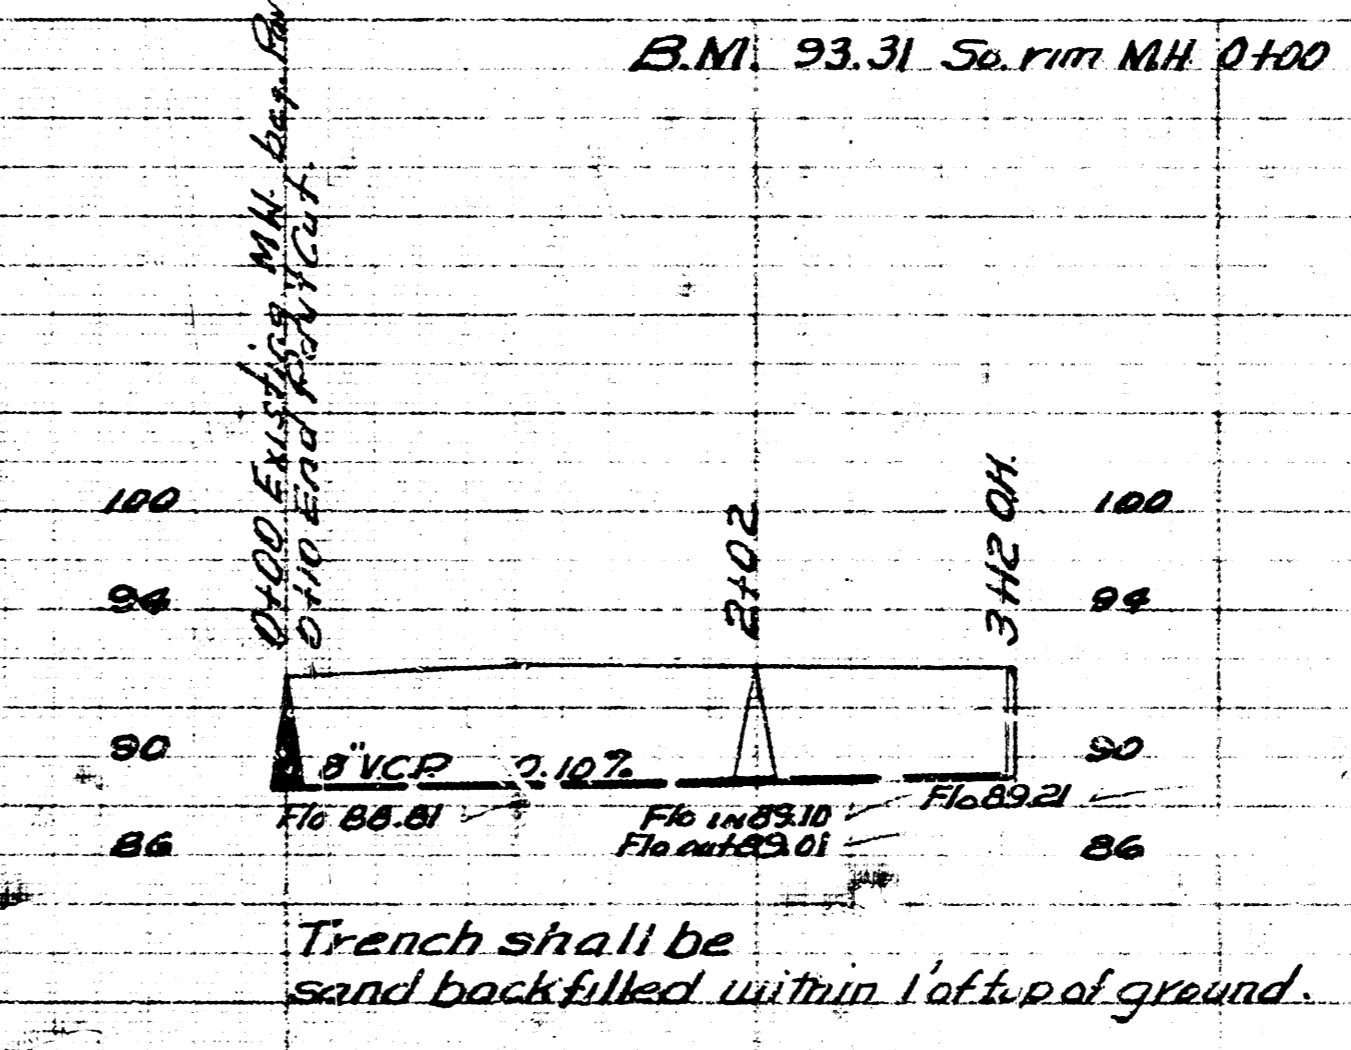 B.M. 93.31 So. rim M.H. 0+00
0+00 Existing M.H. beg. Pav
0+10 End Pav't Cut.
2+02
3+12 O.H.
100 100
94 94
90 90
8" V.C.P. 0.10%
Flo 88.81
Flo in 89.10
Flo out 89.01
Flo 89.21
86 86
Trench shall be
sand backfilled within 1' of top of ground.